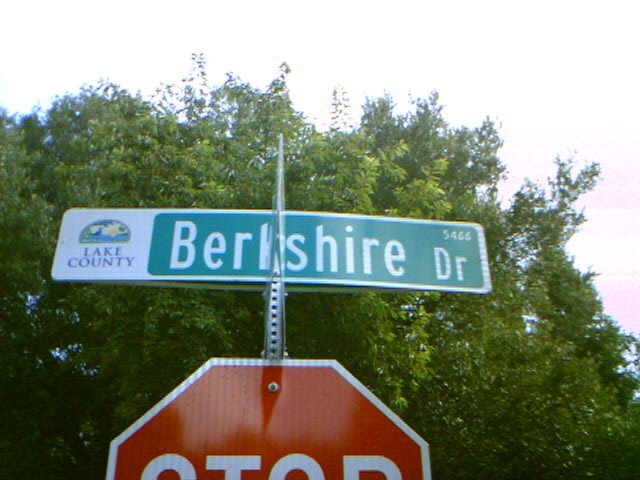 LAKE
COUNTY
Berkshire Dr
5466
STOP